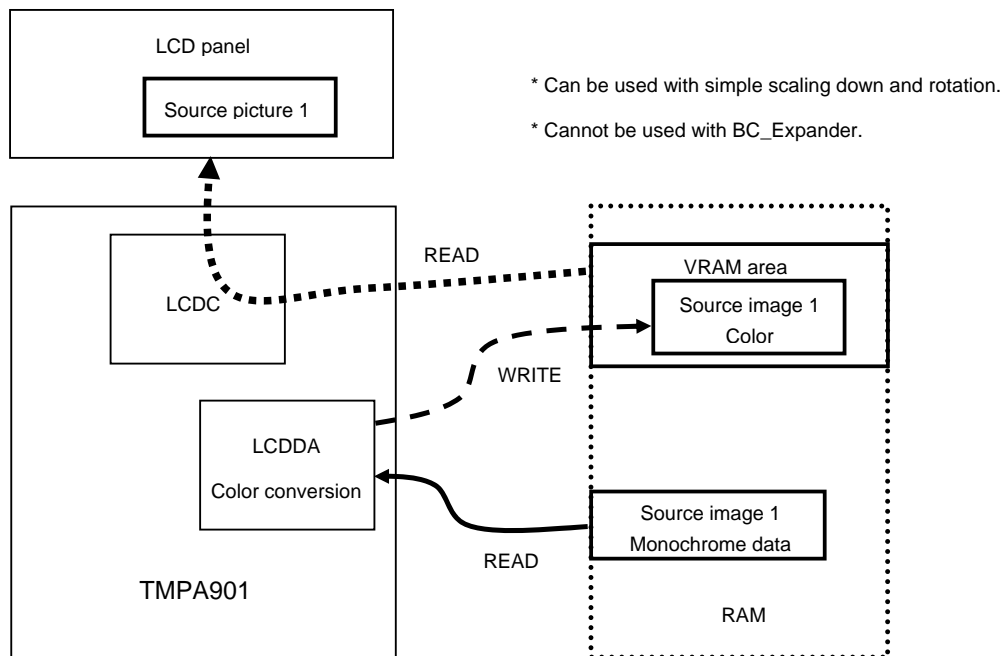 LCD panel
Source picture 1
* Can be used with simple scaling down and rotation.
* Cannot be used with BC_Expander.
READ
VRAM area
LCDC
Source image 1
Color
WRITE
LCDDA
Color conversion
Source image 1
Monochrome data
READ
TMPA901
RAM